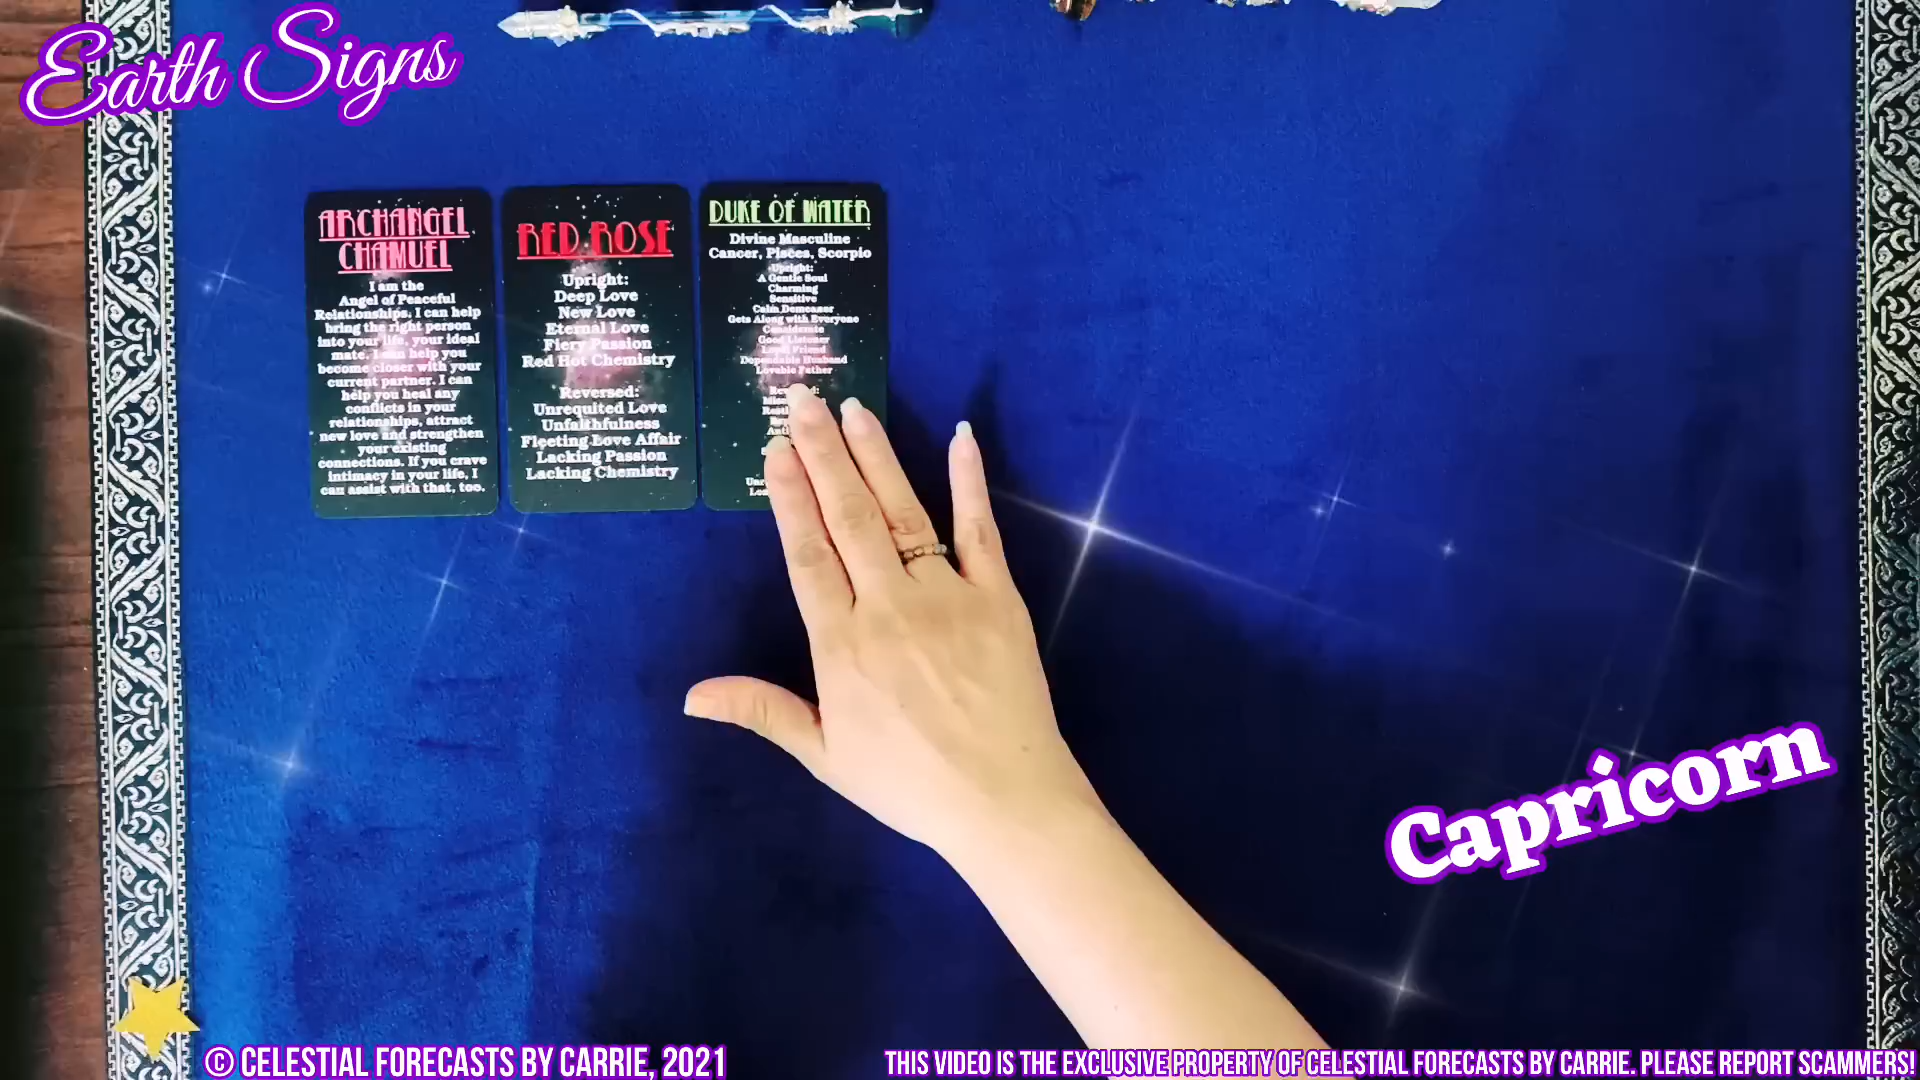 Earth Signs
ARCHANGEL
CHAMUEL
I am the
Angel of Peaceful
Relationships. I can help
bring the right person
into your life, your ideal
mate. I can help you
become closer with your
current partner. I can
help you heal any
conflicts in your
relationships, attract
new love and strengthen
your existing
connections. If you crave
intimacy in your life, I
can assist with that, too.
RED ROSE
Upright:
Deep Love
New Love
Eternal Love
Fiery Passion
Red Hot Chemistry
Reversed:
Unrequited Love
Unfaithfulness
Fleeting Love Affair
Lacking Passion
Lacking Chemistry
DUKE OF WATER
Divine Masculine
Cancer, Pisces, Scorpio
Upright:
A Gentle Soul
Charming
Sensitive
Calm Demeanor
Gets Along with Everyone
Considerate
Good Listener
Loyal Friend
Dependable Husband
Lovable Father
Capricorn
© CELESTIAL FORECASTS BY CARRIE, 2021
THIS VIDEO IS THE EXCLUSIVE PROPERTY OF CELESTIAL FORECASTS BY CARRIE. PLEASE REPORT SCAMMERS!